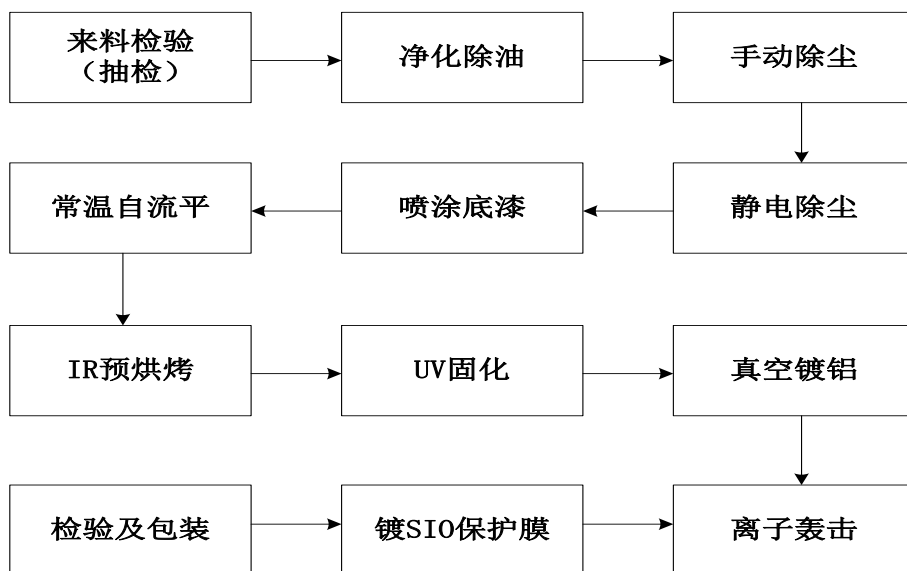 来料检验
（抽检）
净化除油
手动除尘
常温自流平
喷涂底漆
静电除尘
IR预烘烤
UV固化
真空镀铝
检验及包装
镀SIO保护膜
离子轰击